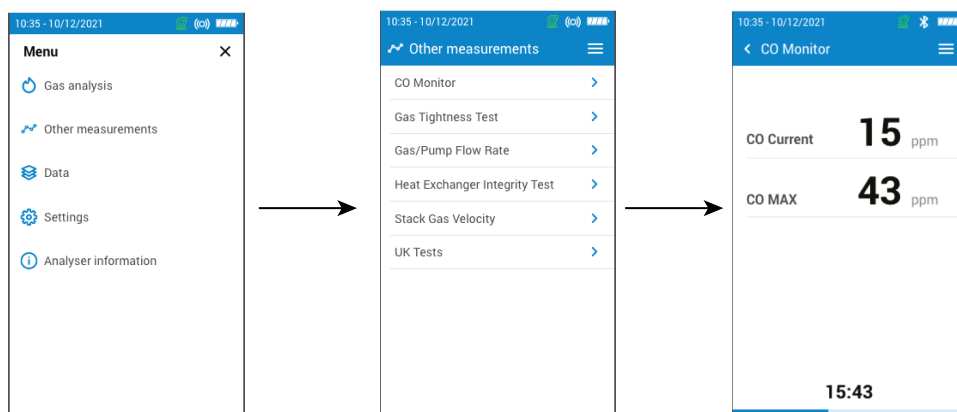 10:35 - 10/12/2021
Menu
Gas analysis
Other measurements
Data
Settings
Analyser information
10:35 - 10/12/2021
Other measurements
CO Monitor
Gas Tightness Test
Gas/Pump Flow Rate
Heat Exchanger Integrity Test
Stack Gas Velocity
UK Tests
10:35 - 10/12/2021
CO Monitor
CO Current 15 ppm
CO MAX 43 ppm
15:43